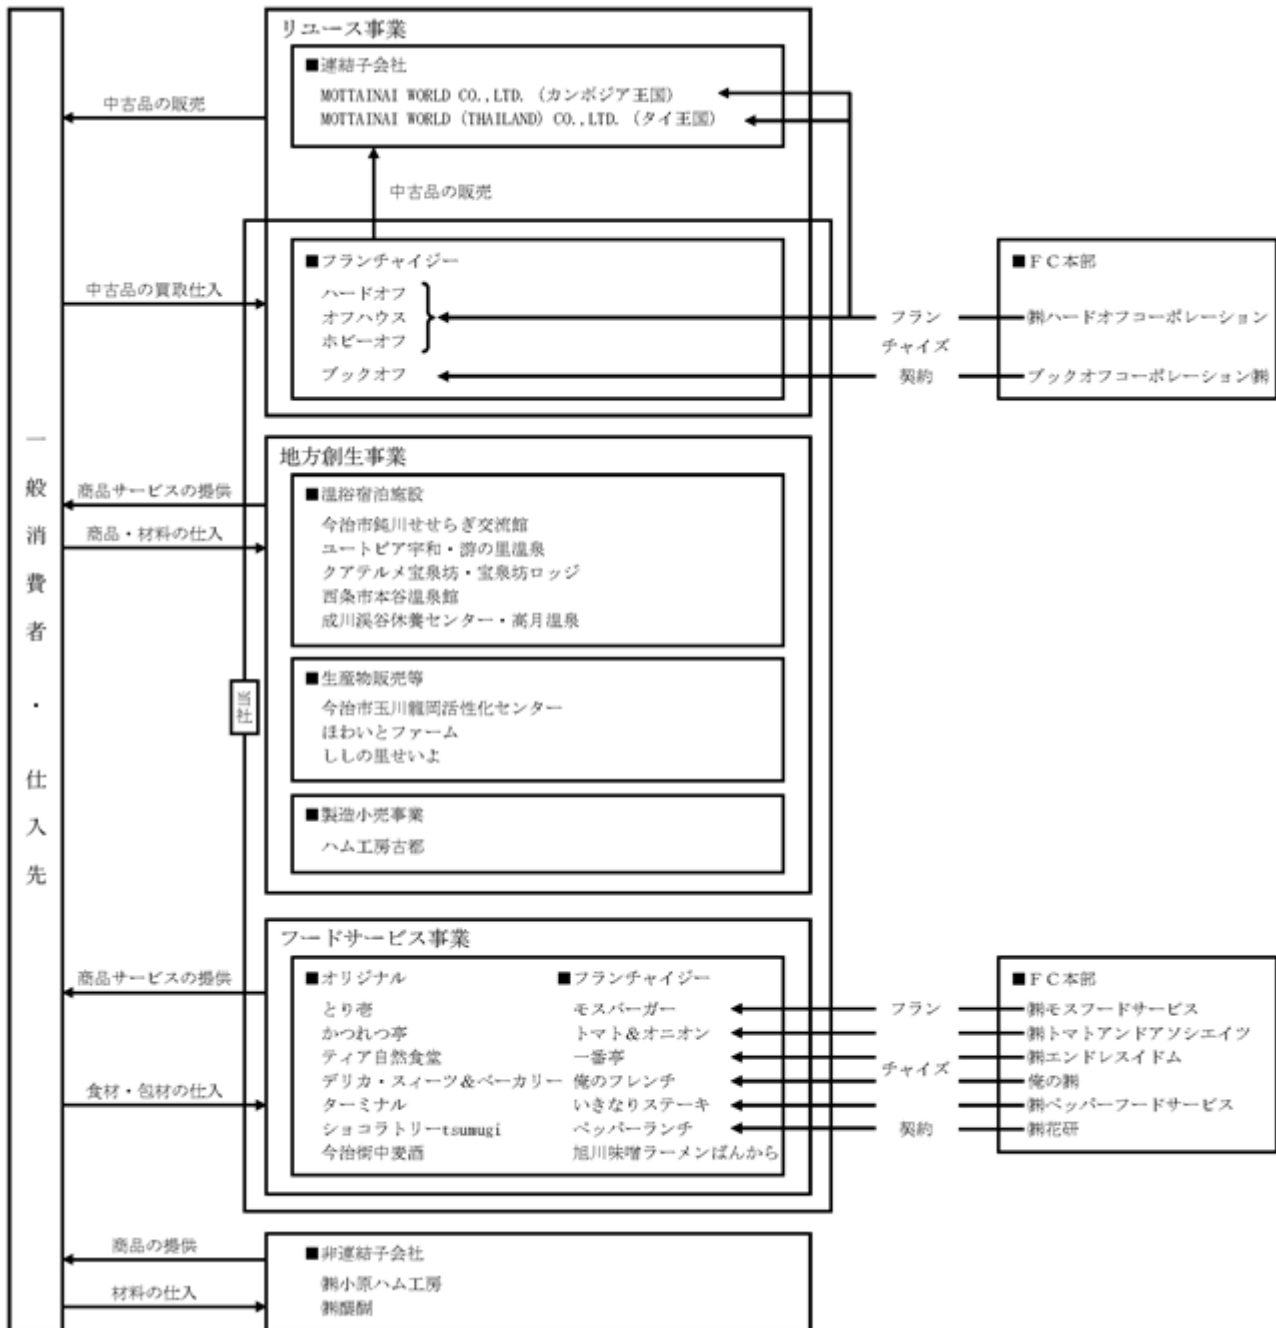 一般消費者・仕入先
リユース事業
■連結子会社
MOTTAINAI WORLD CO.,LTD. (カンボジア王国)
MOTTAINAI WORLD (THAILAND) CO.,LTD. (タイ王国)
中古品の販売
中古品の販売
■フランチャイジー
ハードオフ
オフハウス
ホビーオフ
ブックオフ
中古品の買取仕入
フラン
チャイズ
契約
■FC本部
㈱ハードオフコーポレーション
ブックオフコーポレーション㈱
地方創生事業
■温浴宿泊施設
今治市鈍川せせらぎ交流館
ユートピア宇和・游の里温泉
クアテルメ宝泉坊・宝泉坊ロッジ
西条市本谷温泉館
成川渓谷休養センター・高月温泉
商品サービスの提供
商品・材料の仕入
■生産物販売等
今治市玉川龍岡活性化センター
ほわいとファーム
ししの里せいよ
当社
■製造小売事業
ハム工房古都
フードサービス事業
■オリジナル
とり壱
かつれつ亭
ティア自然食堂
デリカ・スィーツ&ベーカリー
ターミナル
ショコラトリーtsumugi
今治街中麦酒
■フランチャイジー
モスバーガー
トマト&オニオン
一番亭
俺のフレンチ
いきなりステーキ
ペッパーランチ
旭川味噌ラーメンばんから
商品サービスの提供
食材・包材の仕入
フラン
チャイズ
契約
■FC本部
㈱モスフードサービス
㈱トマトアンドアソシエイツ
㈱エンドレスイドム
俺の㈱
㈱ペッパーフードサービス
㈱花研
商品の提供
材料の仕入
■非連結子会社
㈱小原ハム工房
㈱醍醐